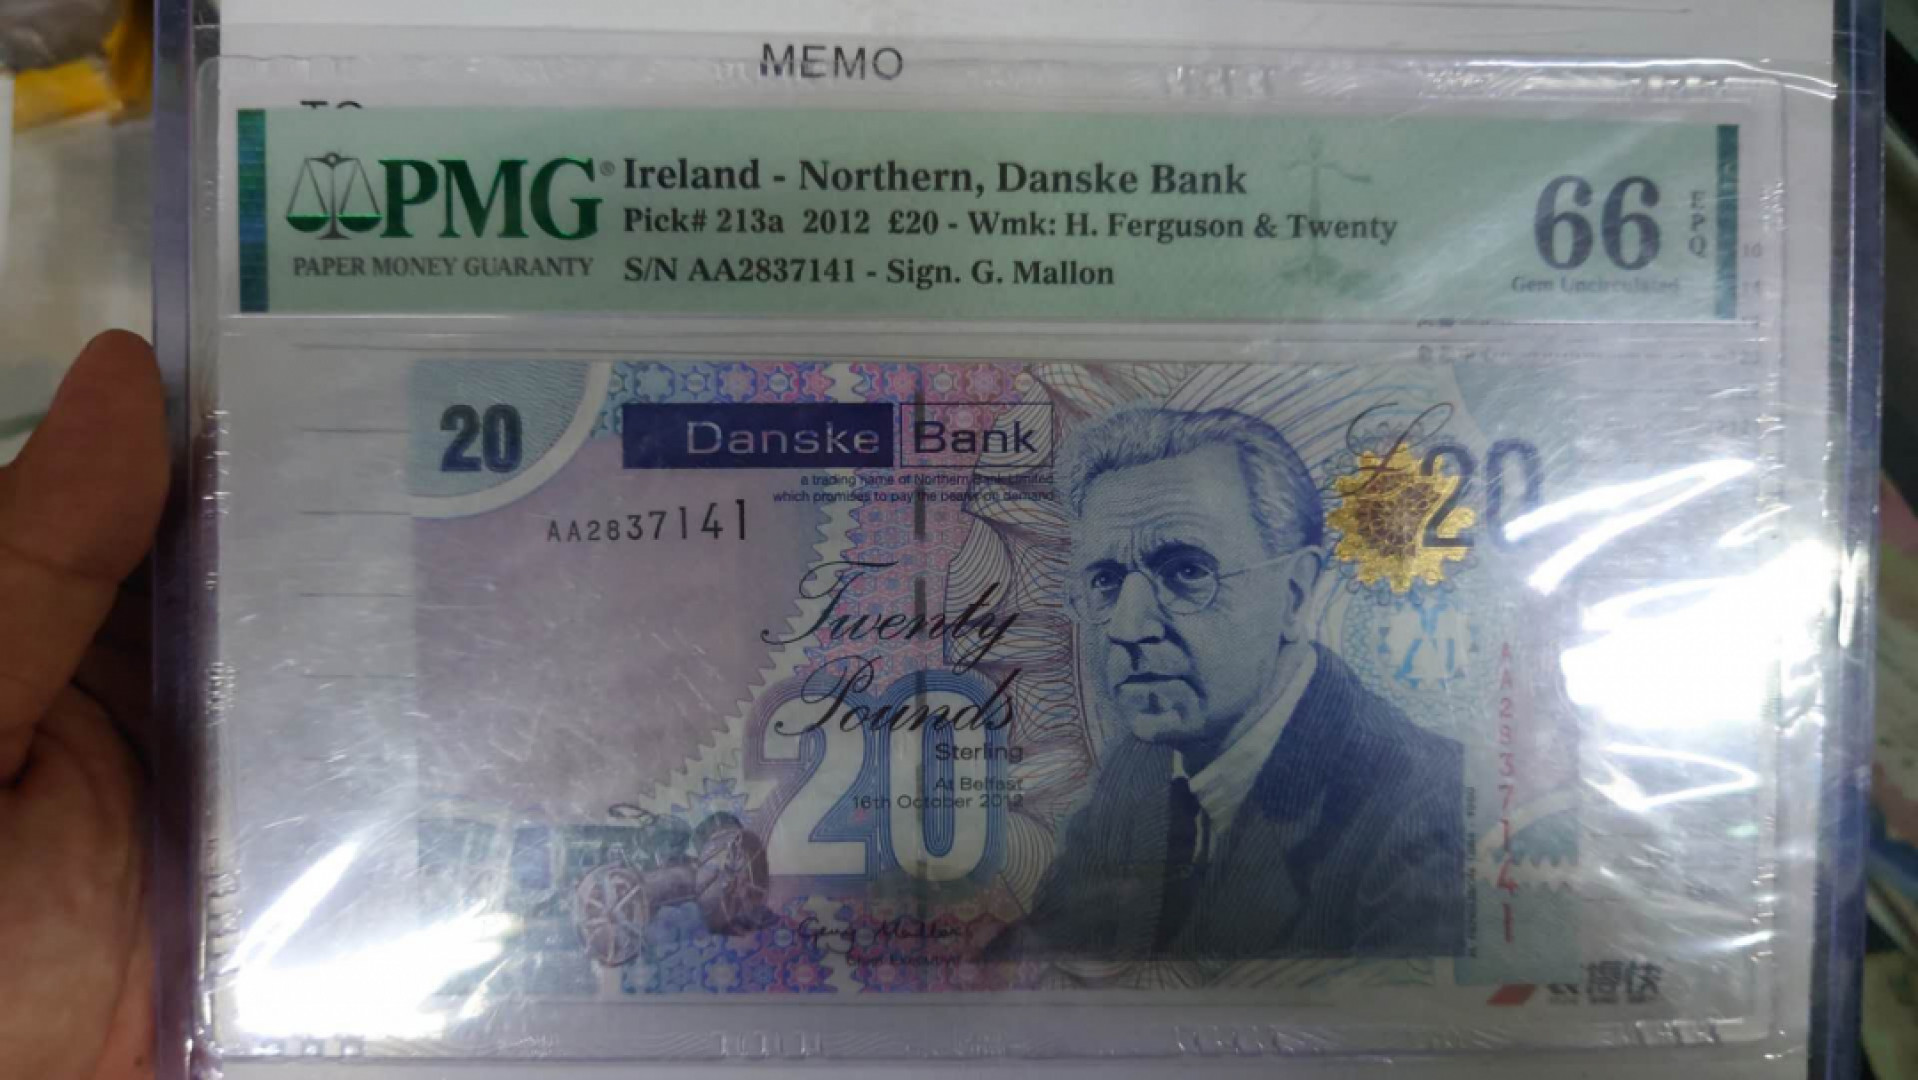 MEMO
PMG®
PAPER MONEY GUARANTY
Ireland - Northern, Danske Bank
Pick# 213a 2012 £20 - Wmk: H. Ferguson & Twenty
S/N AA2837141 - Sign. G. Mallon
66
EPQ
Gem Uncirculated
20
Danske Bank
a trading name of Northern Bank Limited
which promises to pay the bearer on demand
£20
AA2837141
Twenty
Pounds
20
Sterling
At Belfast
16th October 2012
Chief Executive
AA2837141